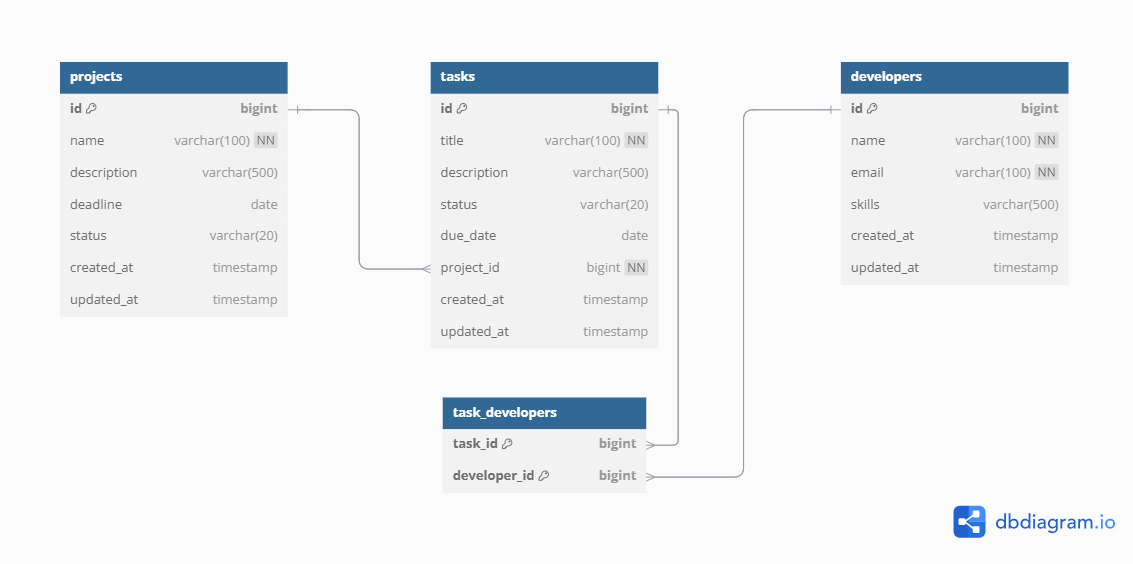 projects
id bigint
name varchar(100) NN
description varchar(500)
deadline date
status varchar(20)
created_at timestamp
updated_at timestamp
tasks
id bigint
title varchar(100) NN
description varchar(500)
status varchar(20)
due_date date
project_id bigint NN
created_at timestamp
updated_at timestamp
developers
id bigint
name varchar(100) NN
email varchar(100) NN
skills varchar(500)
created_at timestamp
updated_at timestamp
task_developers
task_id bigint
developer_id bigint
dbdiagram.io